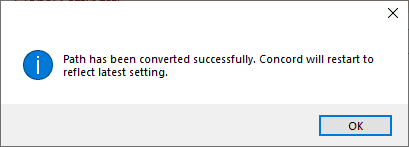 Path has been converted successfully. Concord will restart to
reflect latest setting.
OK